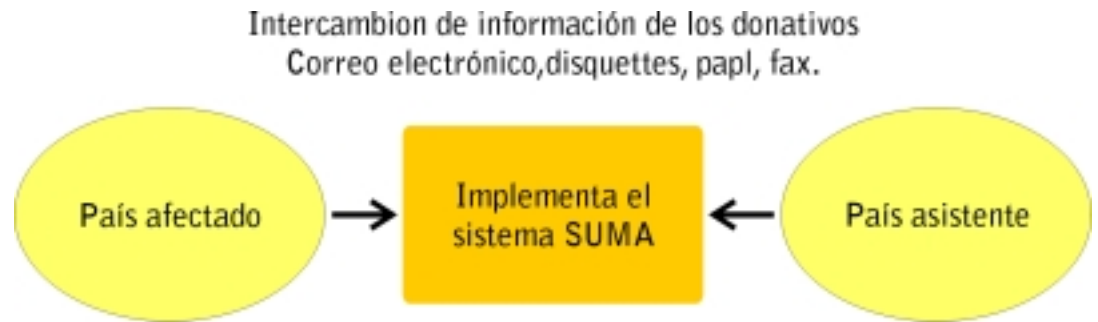 Intercambion de información de los donativos
Correo electrónico,disquettes, papl, fax.
País afectado
Implementa el
sistema SUMA
País asistente